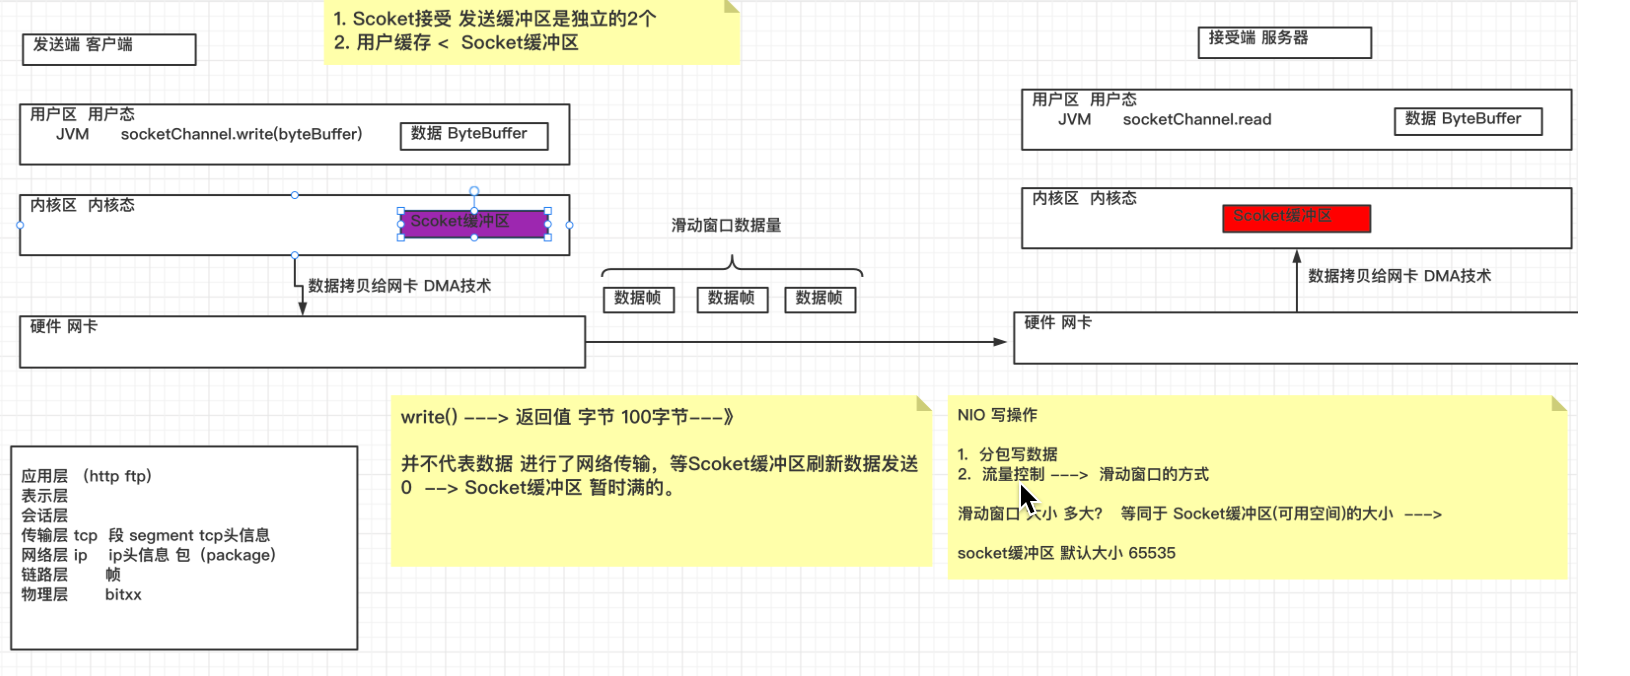 1. Scoket接受 发送缓冲区是独立的2个
2. 用户缓存 < Socket缓冲区
发送端 客户端
接受端 服务器
用户区 用户态
JVM socketChannel.write(byteBuffer)
数据 ByteBuffer
用户区 用户态
JVM socketChannel.read
数据 ByteBuffer
内核区 内核态
Scoket缓冲区
滑动窗口数据量
内核区 内核态
Scoket缓冲区
数据拷贝给网卡 DMA技术
数据帧
数据帧
数据帧
数据拷贝给网卡 DMA技术
硬件 网卡
硬件 网卡
write() ---> 返回值 字节 100字节---》
并不代表数据 进行了网络传输，等Scoket缓冲区刷新数据发送
0 --> Socket缓冲区 暂时满的。
NIO 写操作
1. 分包写数据
2. 流量控制 ---> 滑动窗口的方式
滑动窗口 大小 多大? 等同于 Socket缓冲区(可用空间)的大小 --->
socket缓冲区 默认大小 65535
应用层 （http ftp)
表示层
会话层
传输层 tcp 段 segment tcp头信息
网络层 ip ip头信息 包（package）
链路层 帧
物理层 bitxx